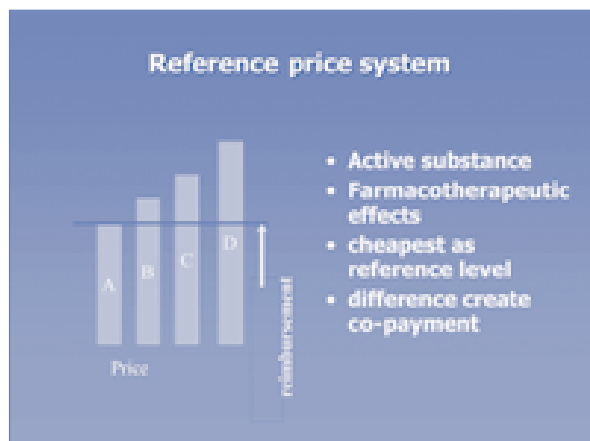 Reference price system
• Active substance
• Farmacotherapeutic
effects
• cheapest as
reference level
• difference create
co-payment
A
B
C
D
Price
reimbursement